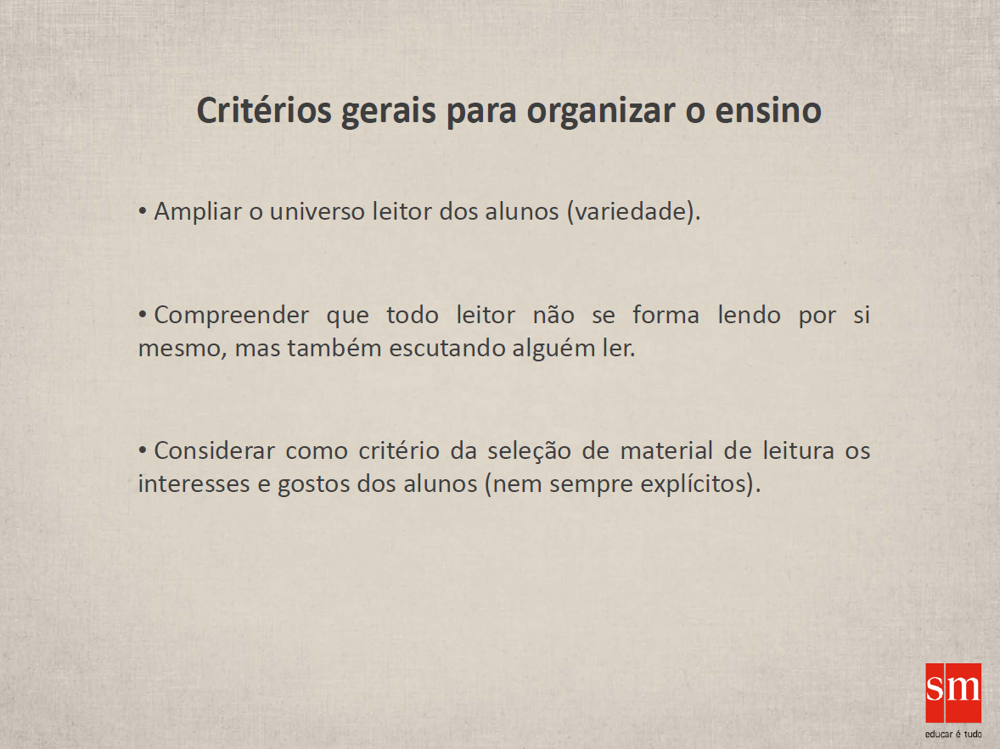 Critérios gerais para organizar o ensino
• Ampliar o universo leitor dos alunos (variedade).
• Compreender que todo leitor não se forma lendo por si
mesmo, mas também escutando alguém ler.
• Considerar como critério da seleção de material de leitura os
interesses e gostos dos alunos (nem sempre explícitos).
sm
educar é tudo